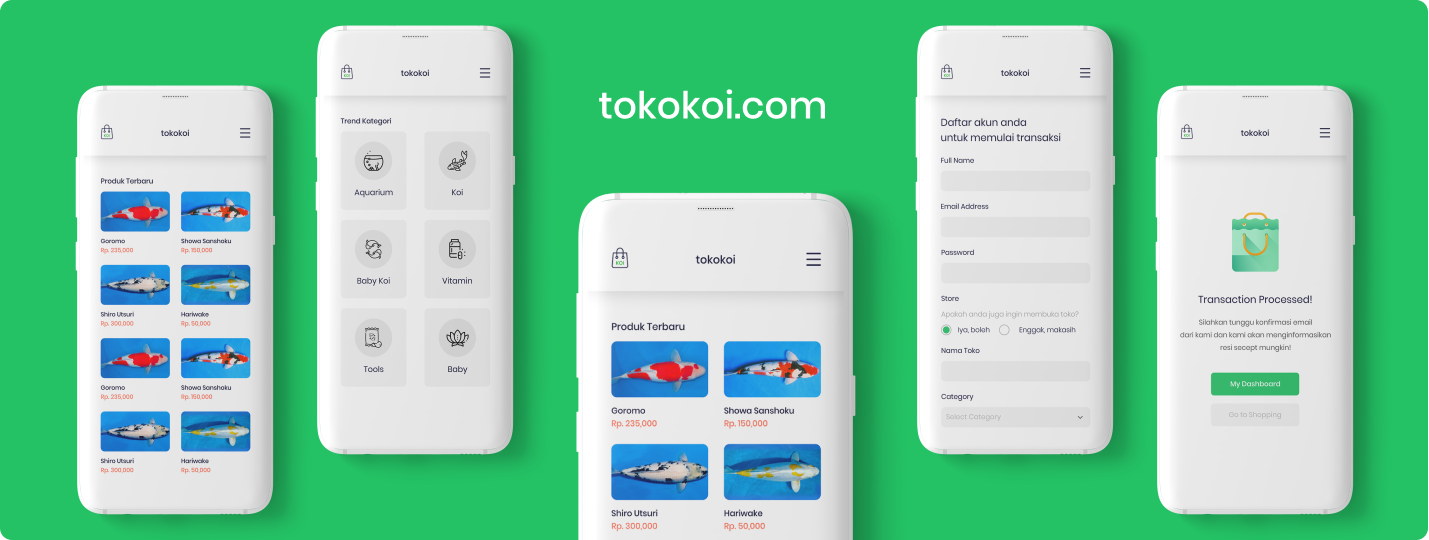 tokokoi.com
KOI
tokokoi
Produk Terbaru
Goromo
Rp. 235,000
Showa Sanshoku
Rp. 150,000
Shiro Utsuri
Rp. 300,000
Hariwake
Rp. 50,000
Goromo
Rp. 235,000
Showa Sanshoku
Rp. 150,000
Shiro Utsuri
Rp. 300,000
Hariwake
Rp. 50,000
KOI
tokokoi
Trend Kategori
Aquarium
Koi
Baby Koi
Vitamin
Tools
Baby
KOI
tokokoi
Produk Terbaru
Goromo
Rp. 235,000
Showa Sanshoku
Rp. 150,000
Shiro Utsuri
Rp. 300,000
Hariwake
Rp. 50,000
KOI
tokokoi
Daftar akun anda
untuk memulai transaksi
Full Name
Email Address
Password
Store
Apakah anda juga ingin membuka toko?
Iya, boleh
Enggak, makasih
Nama Toko
Category
Select Category
KOI
tokokoi
Transaction Processed!
Silahkan tunggu konfirmasi email
dari kami dan kami akan menginformasikan
resi secept mungkin!
My Dashboard
Go to Shopping